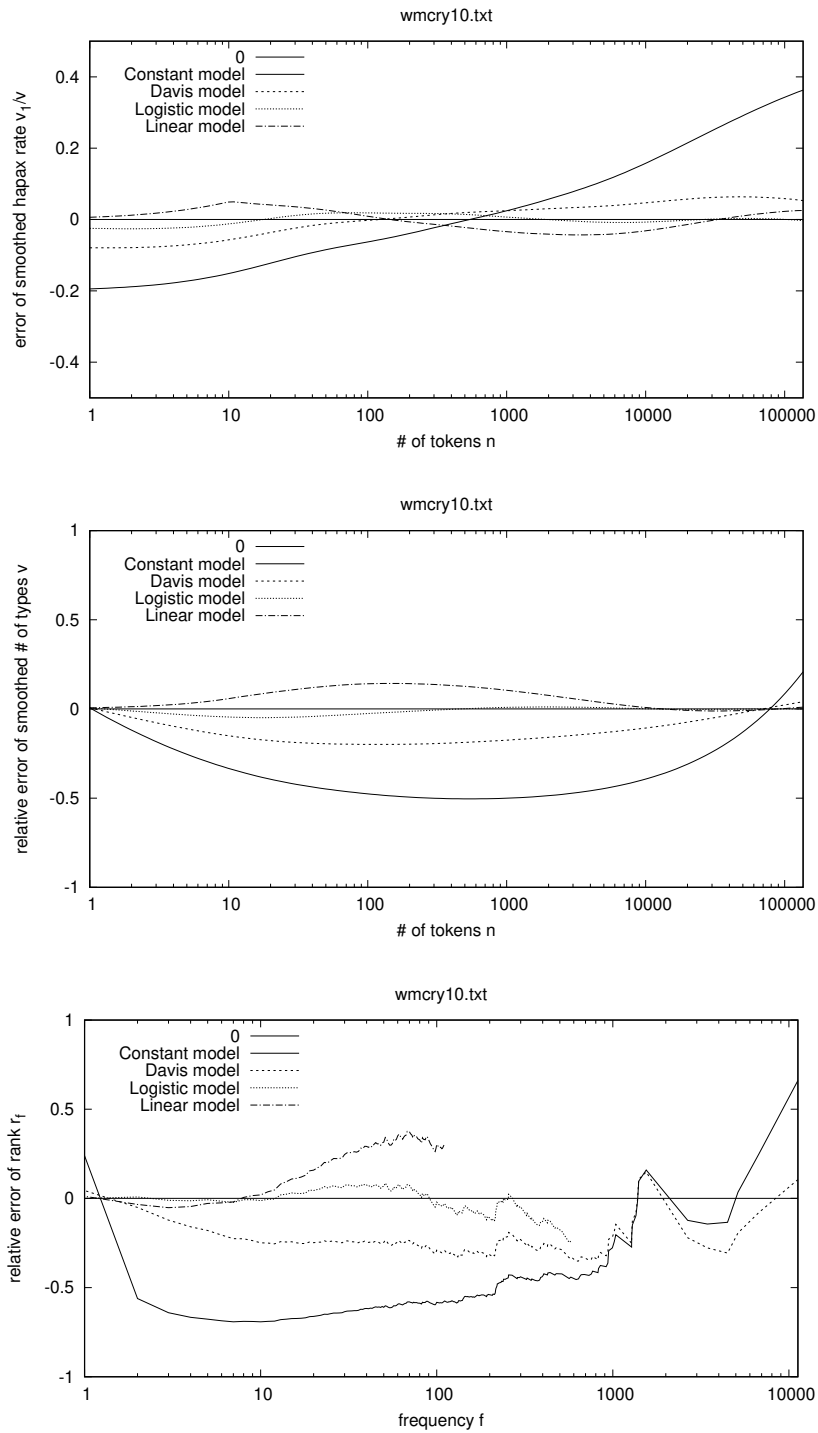 wmcry10.txt
0.4
0.2
0
-0.2
-0.4
error of smoothed hapax rate v₁/v
0
Constant model
Davis model
Logistic model
Linear model
1 10 100 1000 10000 100000
# of tokens n
wmcry10.txt
1
0.5
0
-0.5
-1
relative error of smoothed # of types v
0
Constant model
Davis model
Logistic model
Linear model
1 10 100 1000 10000 100000
# of tokens n
wmcry10.txt
1
0.5
0
-0.5
-1
relative error of rank r_f
0
Constant model
Davis model
Logistic model
Linear model
1 10 100 1000 10000
frequency f